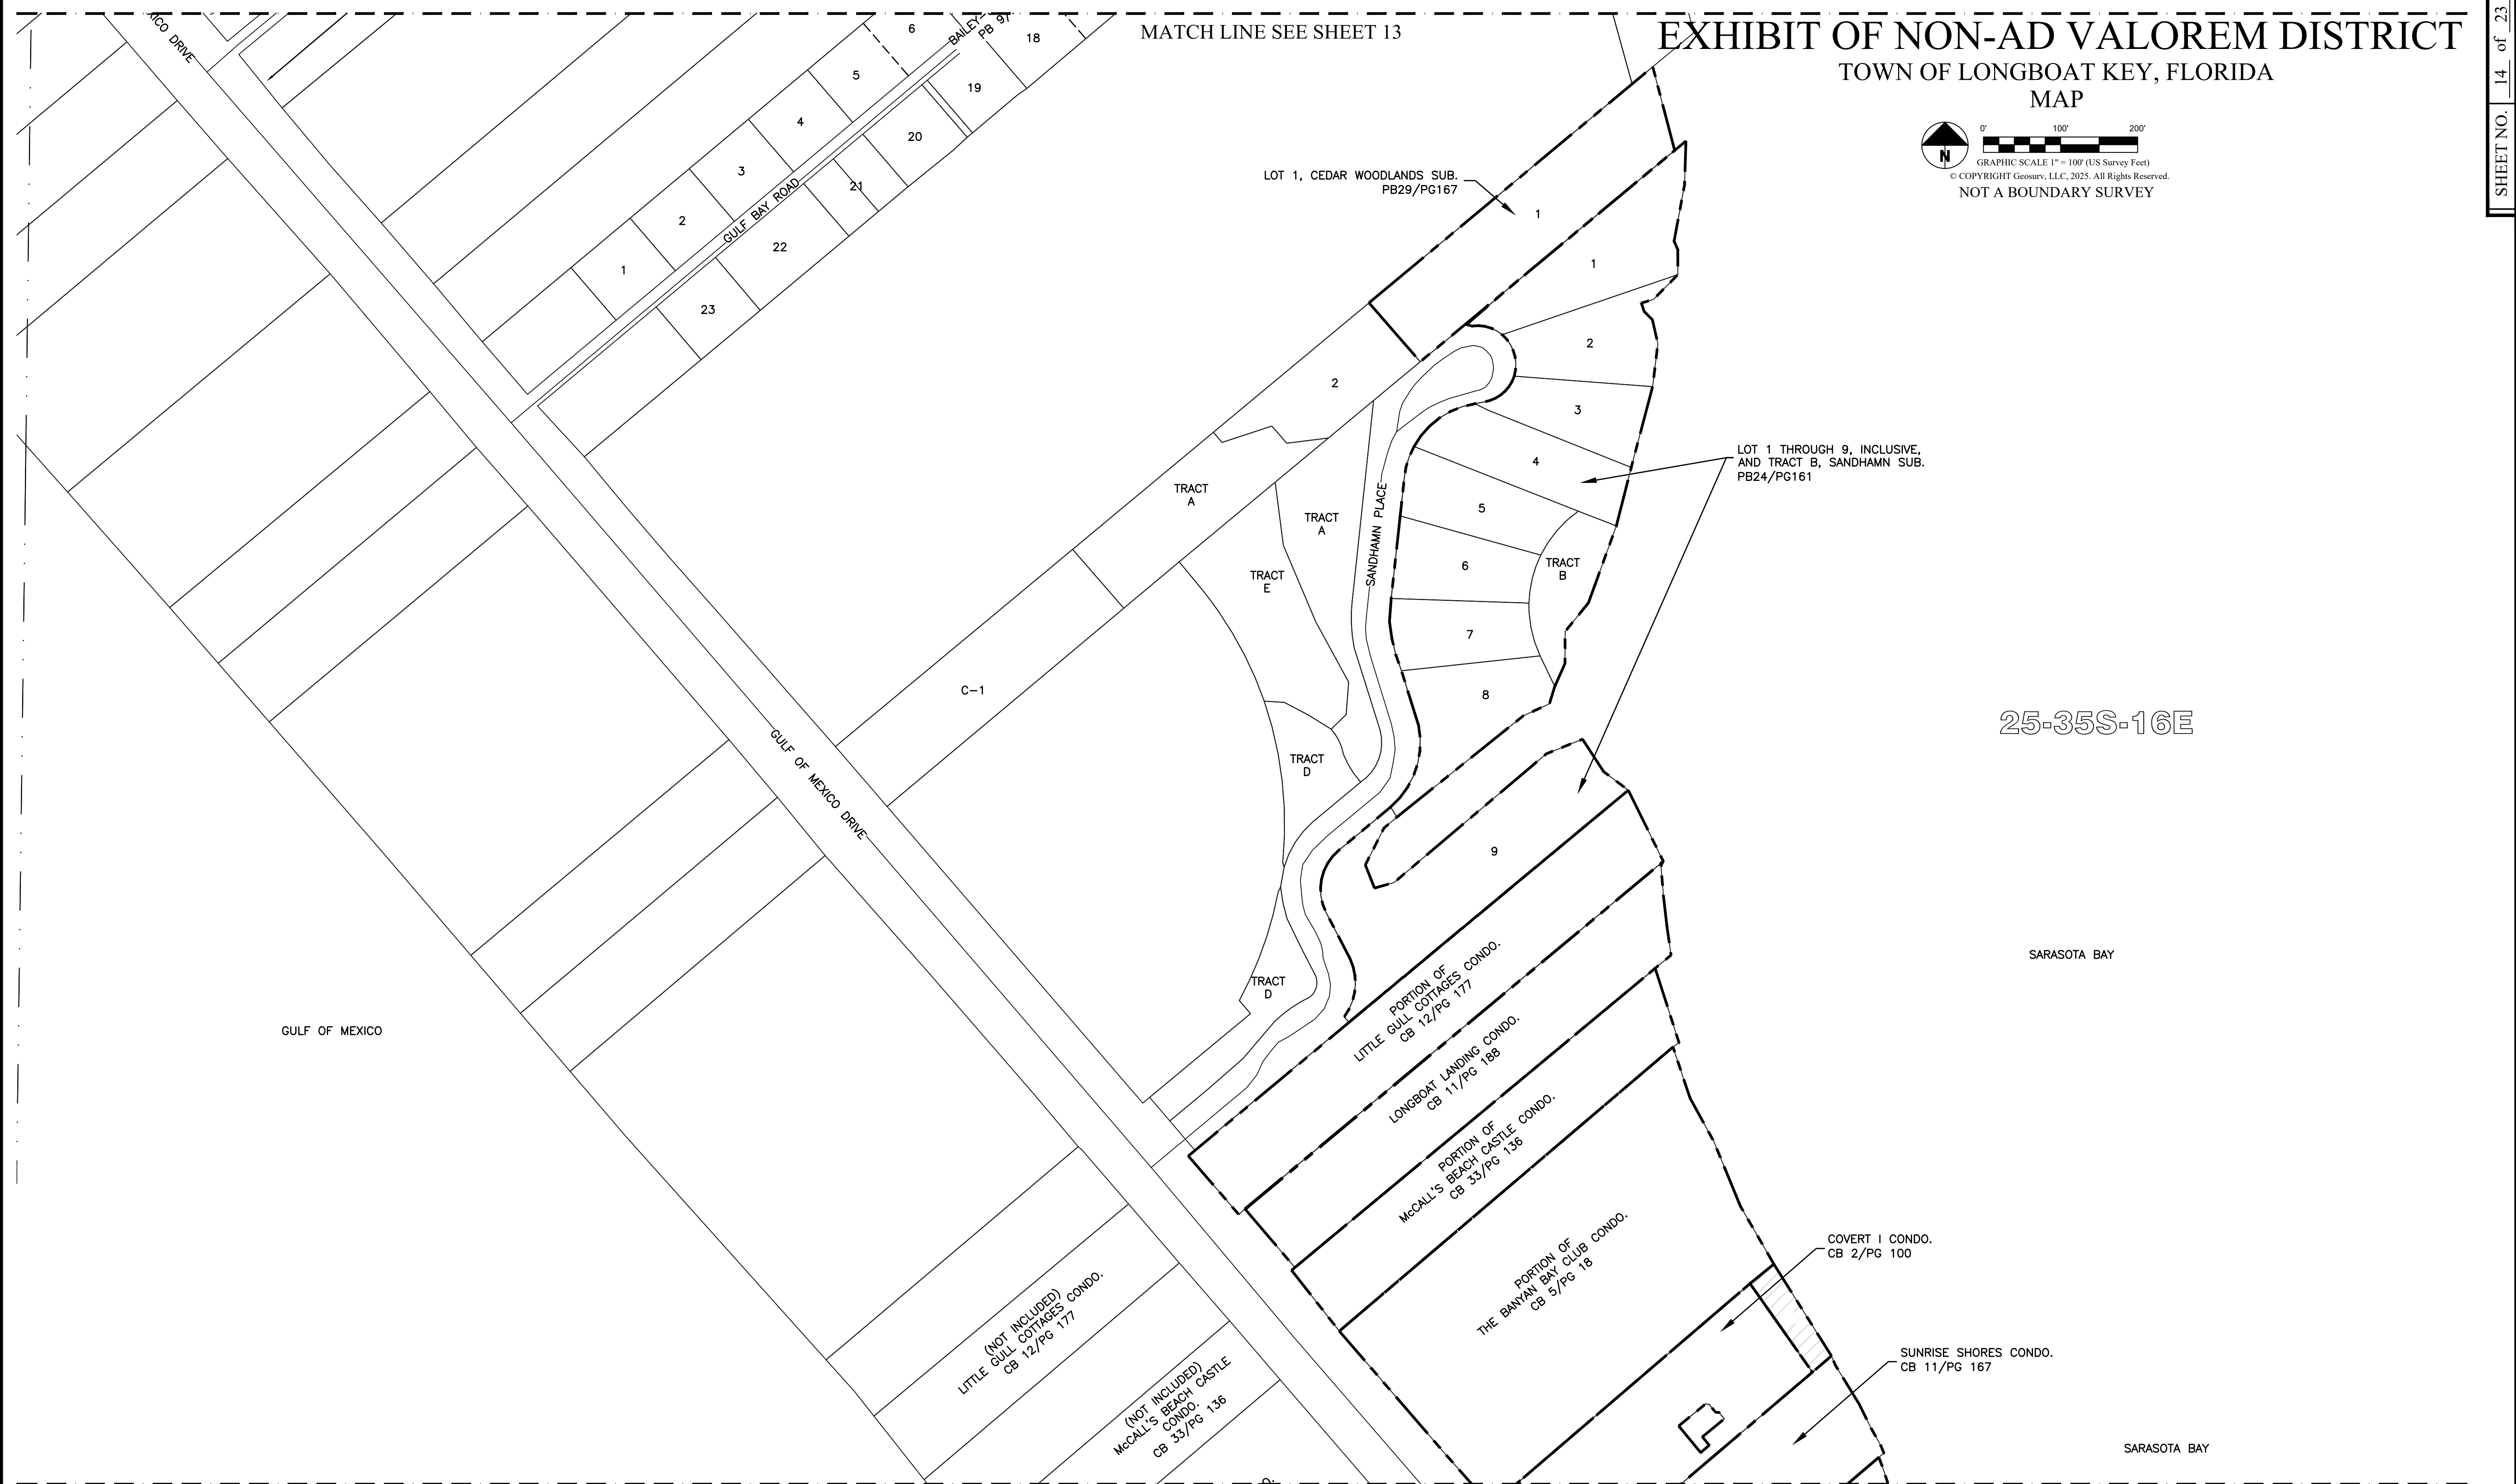 MATCH LINE SEE SHEET 13
EXHIBIT OF NON-AD VALOREM DISTRICT
TOWN OF LONGBOAT KEY, FLORIDA
MAP
0' 100' 200'
N
GRAPHIC SCALE 1" = 100' (US Survey Feet)
© COPYRIGHT Geosurv, LLC, 2025. All Rights Reserved.
NOT A BOUNDARY SURVEY
SHEET NO. 14 of 23
DRIVE
BAILEY
PB 9/
6
18
5
19
4
20
3
21
GULF BAY ROAD
2
22
1
23
LOT 1, CEDAR WOODLANDS SUB.
PB29/PG167
1
1
2
2
3
4
LOT 1 THROUGH 9, INCLUSIVE,
AND TRACT B, SANDHAMN SUB.
PB24/PG161
TRACT
A
TRACT
A
SANDHAMN PLACE
5
6
TRACT
B
TRACT
E
7
8
C-1
25-35S-16E
GULF OF MEXICO DRIVE
TRACT
D
9
TRACT
D
SARASOTA BAY
GULF OF MEXICO
PORTION OF
LITTLE GULL COTTAGES CONDO.
CB 12/PG 177
LONGBOAT LANDING CONDO.
CB 11/PG 188
PORTION OF
McCALL'S BEACH CASTLE CONDO.
CB 33/PG 136
PORTION OF
THE BANYAN BAY CLUB CONDO.
CB 5/PG 18
COVERT I CONDO.
CB 2/PG 100
SUNRISE SHORES CONDO.
CB 11/PG 167
(NOT INCLUDED)
LITTLE GULL COTTAGES CONDO.
CB 12/PG 177
(NOT INCLUDED)
McCALL'S BEACH CASTLE
CONDO.
CB 33/PG 136
SARASOTA BAY